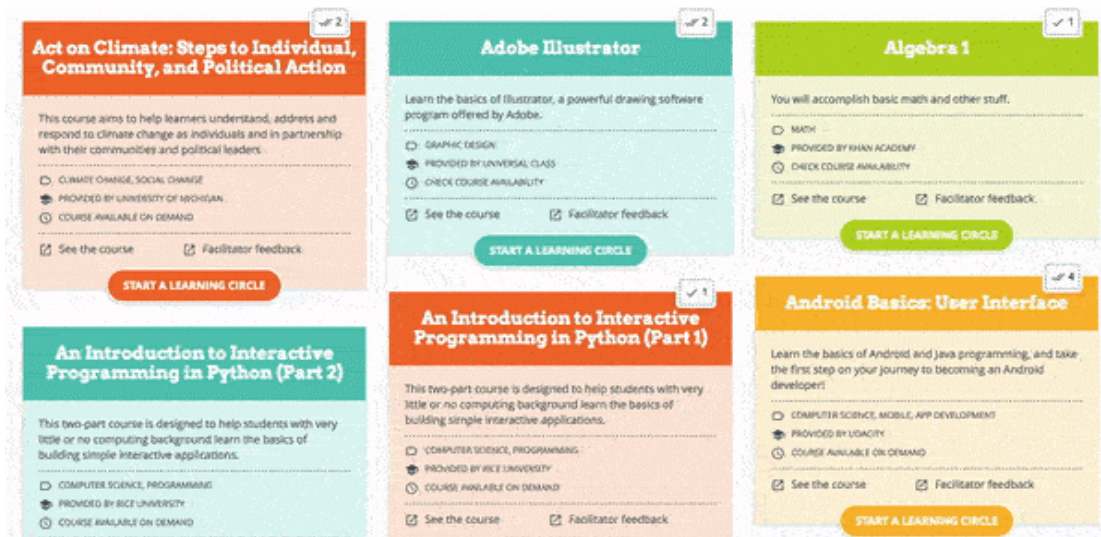 2
Act on Climate: Steps to Individual,
Community, and Political Action
This course aims to help learners understand, address and
respond to climate change as individuals and in partnership
with their communities and political leaders
CLIMATE CHANGE, SOCIAL CHANGE
PROVIDED BY UNIVERSITY OF MICHIGAN
COURSE AVAILABLE ON DEMAND
See the course
Facilitator feedback
START A LEARNING CIRCLE
An Introduction to Interactive
Programming in Python (Part 2)
This two-part course is designed to help students with very
little or no computing background learn the basics of
building simple interactive applications.
COMPUTER SCIENCE, PROGRAMMING
PROVIDED BY RICE UNIVERSITY
COURSE AVAILABLE ON DEMAND
2
Adobe Illustrator
Learn the basics of Illustrator, a powerful drawing software
program offered by Adobe.
GRAPHIC DESIGN
PROVIDED BY UNIVERSAL CLASS
CHECK COURSE AVAILABILITY
See the course
Facilitator feedback
START A LEARNING CIRCLE
1
An Introduction to Interactive
Programming in Python (Part 1)
This two-part course is designed to help students with very
little or no computing background learn the basics of
building simple interactive applications.
COMPUTER SCIENCE, PROGRAMMING
PROVIDED BY RICE UNIVERSITY
COURSE AVAILABLE ON DEMAND
See the course
Facilitator feedback
1
Algebra 1
You will accomplish basic math and other stuff.
MATH
PROVIDED BY KHAN ACADEMY
CHECK COURSE AVAILABILITY
See the course
Facilitator feedback
START A LEARNING CIRCLE
4
Android Basics: User Interface
Learn the basics of Android and Java programming, and take
the first step on your journey to becoming an Android
developer!
COMPUTER SCIENCE, MOBILE, APP DEVELOPMENT
PROVIDED BY UDACITY
COURSE AVAILABLE ON DEMAND
See the course
Facilitator feedback
START A LEARNING CIRCLE